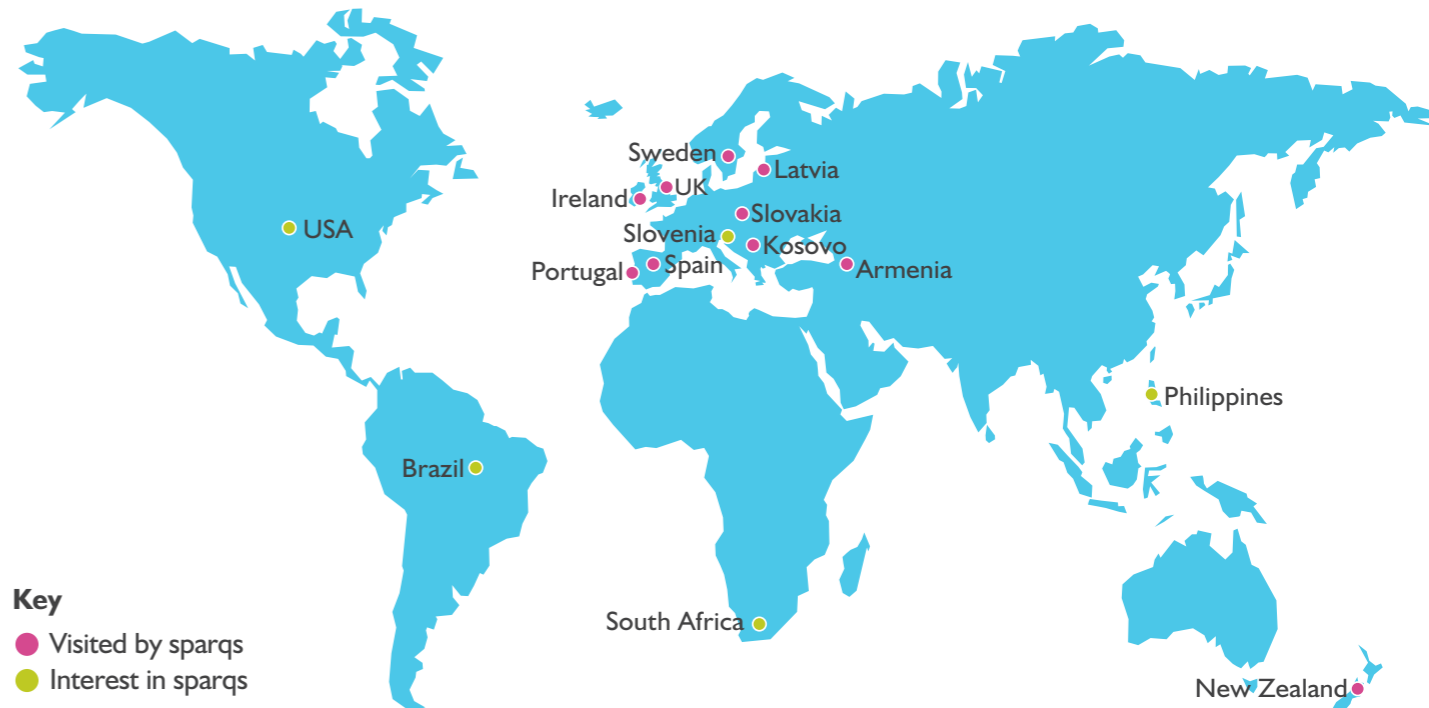 Sweden
Latvia
UK
Ireland
Slovakia
USA
Slovenia
Kosovo
Spain
Portugal
Armenia
Philippines
Brazil
South Africa
New Zealand
Key
Visited by sparqs
Interest in sparqs